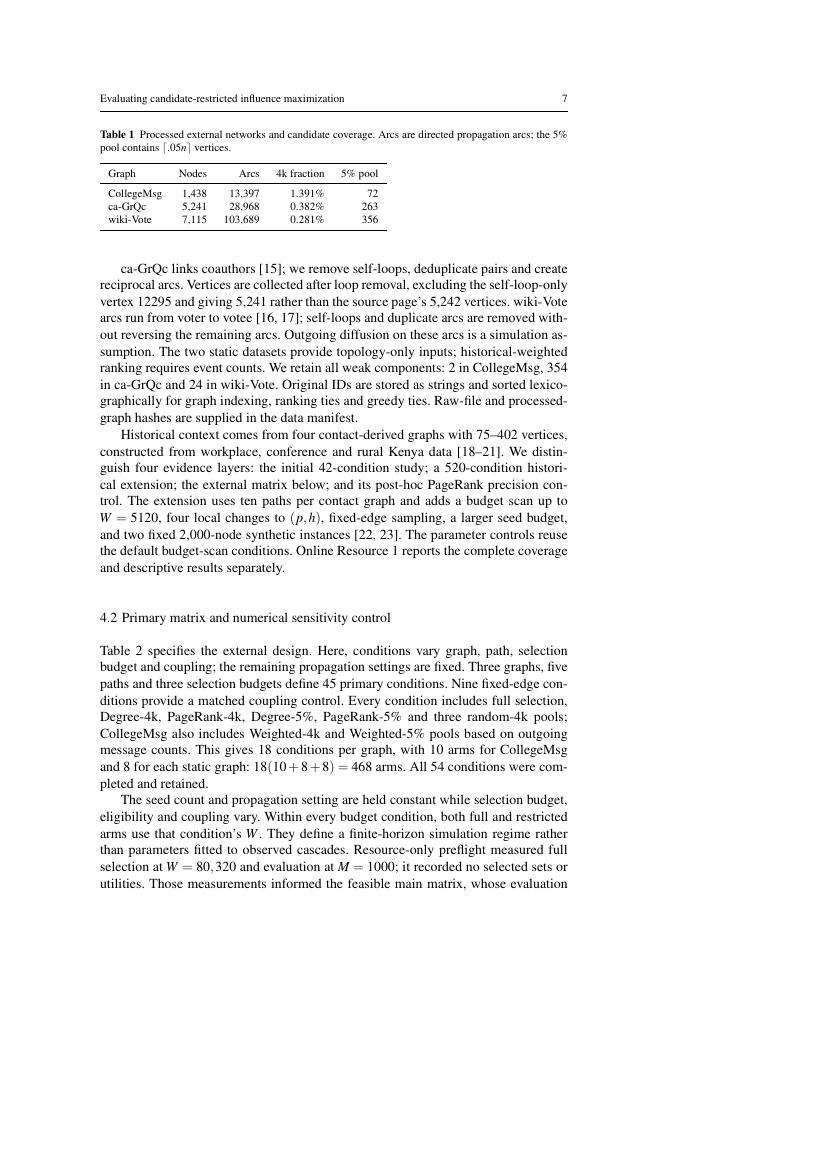 Evaluating candidate-restricted influence maximization 7
Table 1 Processed external networks and candidate coverage. Arcs are directed propagation arcs; the 5%
pool contains ⌈.05n⌉ vertices.
Graph Nodes Arcs 4k fraction 5% pool
CollegeMsg 1,438 13,397 1.391% 72
ca-GrQc 5,241 28,968 0.382% 263
wiki-Vote 7,115 103,689 0.281% 356
ca-GrQc links coauthors [15]; we remove self-loops, deduplicate pairs and create
reciprocal arcs. Vertices are collected after loop removal, excluding the self-loop-only
vertex 12295 and giving 5,241 rather than the source page's 5,242 vertices. wiki-Vote
arcs run from voter to votee [16, 17]; self-loops and duplicate arcs are removed with-
out reversing the remaining arcs. Outgoing diffusion on these arcs is a simulation as-
sumption. The two static datasets provide topology-only inputs; historical-weighted
ranking requires event counts. We retain all weak components: 2 in CollegeMsg, 354
in ca-GrQc and 24 in wiki-Vote. Original IDs are stored as strings and sorted lexico-
graphically for graph indexing, ranking ties and greedy ties. Raw-file and processed-
graph hashes are supplied in the data manifest.
Historical context comes from four contact-derived graphs with 75–402 vertices,
constructed from workplace, conference and rural Kenya data [18–21]. We distin-
guish four evidence layers: the initial 42-condition study; a 520-condition histori-
cal extension; the external matrix below; and its post-hoc PageRank precision con-
trol. The extension uses ten paths per contact graph and adds a budget scan up to
W = 5120, four local changes to (p,h), fixed-edge sampling, a larger seed budget,
and two fixed 2,000-node synthetic instances [22, 23]. The parameter controls reuse
the default budget-scan conditions. Online Resource 1 reports the complete coverage
and descriptive results separately.
4.2 Primary matrix and numerical sensitivity control
Table 2 specifies the external design. Here, conditions vary graph, path, selection
budget and coupling; the remaining propagation settings are fixed. Three graphs, five
paths and three selection budgets define 45 primary conditions. Nine fixed-edge con-
ditions provide a matched coupling control. Every condition includes full selection,
Degree-4k, PageRank-4k, Degree-5%, PageRank-5% and three random-4k pools;
CollegeMsg also includes Weighted-4k and Weighted-5% pools based on outgoing
message counts. This gives 18 conditions per graph, with 10 arms for CollegeMsg
and 8 for each static graph: 18(10+8+8) = 468 arms. All 54 conditions were com-
pleted and retained.
The seed count and propagation setting are held constant while selection budget,
eligibility and coupling vary. Within every budget condition, both full and restricted
arms use that condition's W. They define a finite-horizon simulation regime rather
than parameters fitted to observed cascades. Resource-only preflight measured full
selection at W = 80,320 and evaluation at M = 1000; it recorded no selected sets or
utilities. Those measurements informed the feasible main matrix, whose evaluation